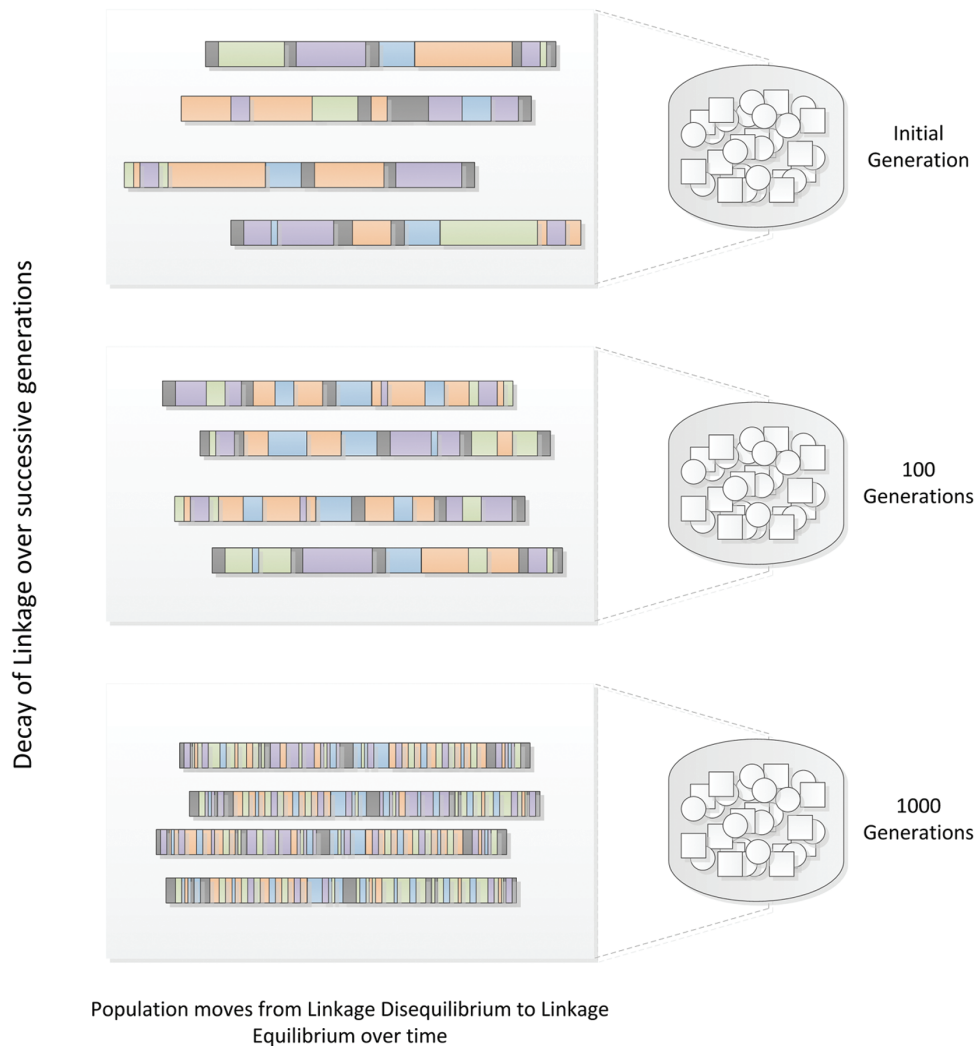 Decay of Linkage over successive generations
Initial
Generation
100
Generations
1000
Generations
Population moves from Linkage Disequilibrium to Linkage
Equilibrium over time